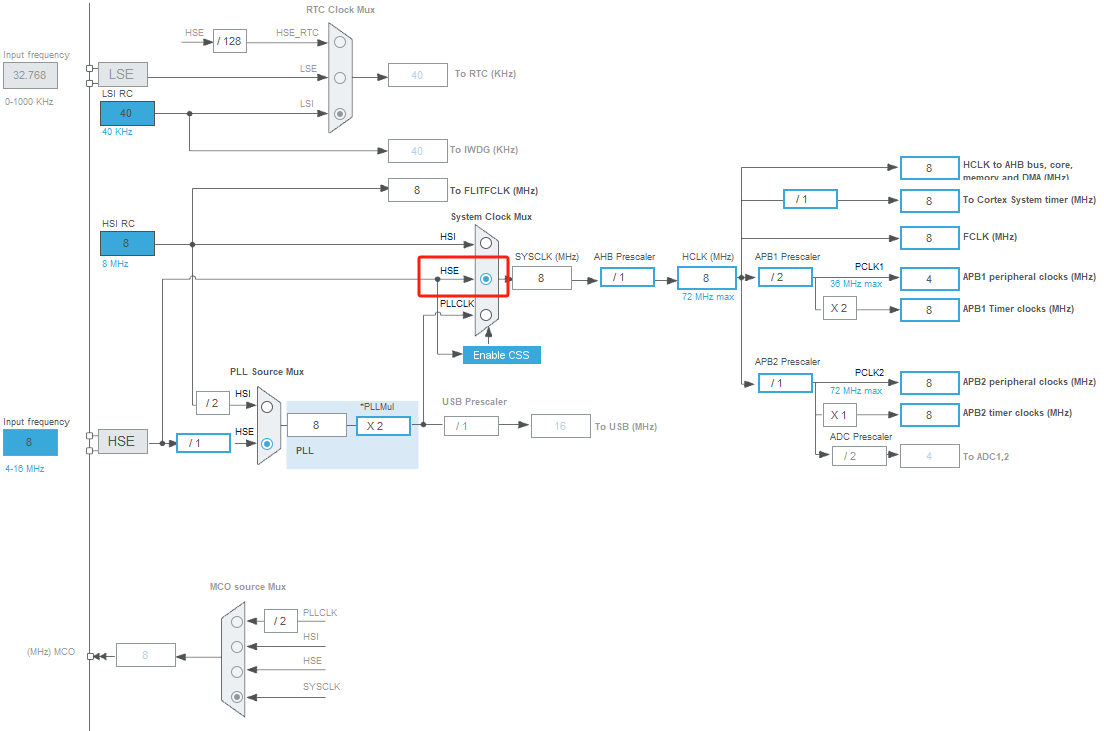 RTC Clock Mux
HSE
/ 128
HSE_RTC
Input frequency
32.768
0-1000 KHz
LSE
LSE
40
To RTC (KHz)
LSI RC
40
40 KHz
LSI
40
To IWDG (KHz)
8
To FLITFCLK (MHz)
HSI RC
8
8 MHz
System Clock Mux
HSI
HSE
PLLCLK
Enable CSS
SYSCLK (MHz)
8
AHB Prescaler
/ 1
HCLK (MHz)
8
72 MHz max
8
HCLK to AHB bus, core,
memory and DMA (MHz)
/ 1
8
To Cortex System timer (MHz)
8
FCLK (MHz)
APB1 Prescaler
/ 2
PCLK1
36 MHz max
4
APB1 peripheral clocks (MHz)
X 2
8
APB1 Timer clocks (MHz)
APB2 Prescaler
/ 1
PCLK2
72 MHz max
8
APB2 peripheral clocks (MHz)
X 1
8
APB2 timer clocks (MHz)
ADC Prescaler
/ 2
4
To ADC1,2
PLL Source Mux
/ 2
HSI
Input frequency
8
4-16 MHz
HSE
/ 1
HSE
8
*PLLMul
X 2
PLL
USB Prescaler
/ 1
16
To USB (MHz)
MCO source Mux
/ 2
PLLCLK
HSI
HSE
SYSCLK
(MHz) MCO
8